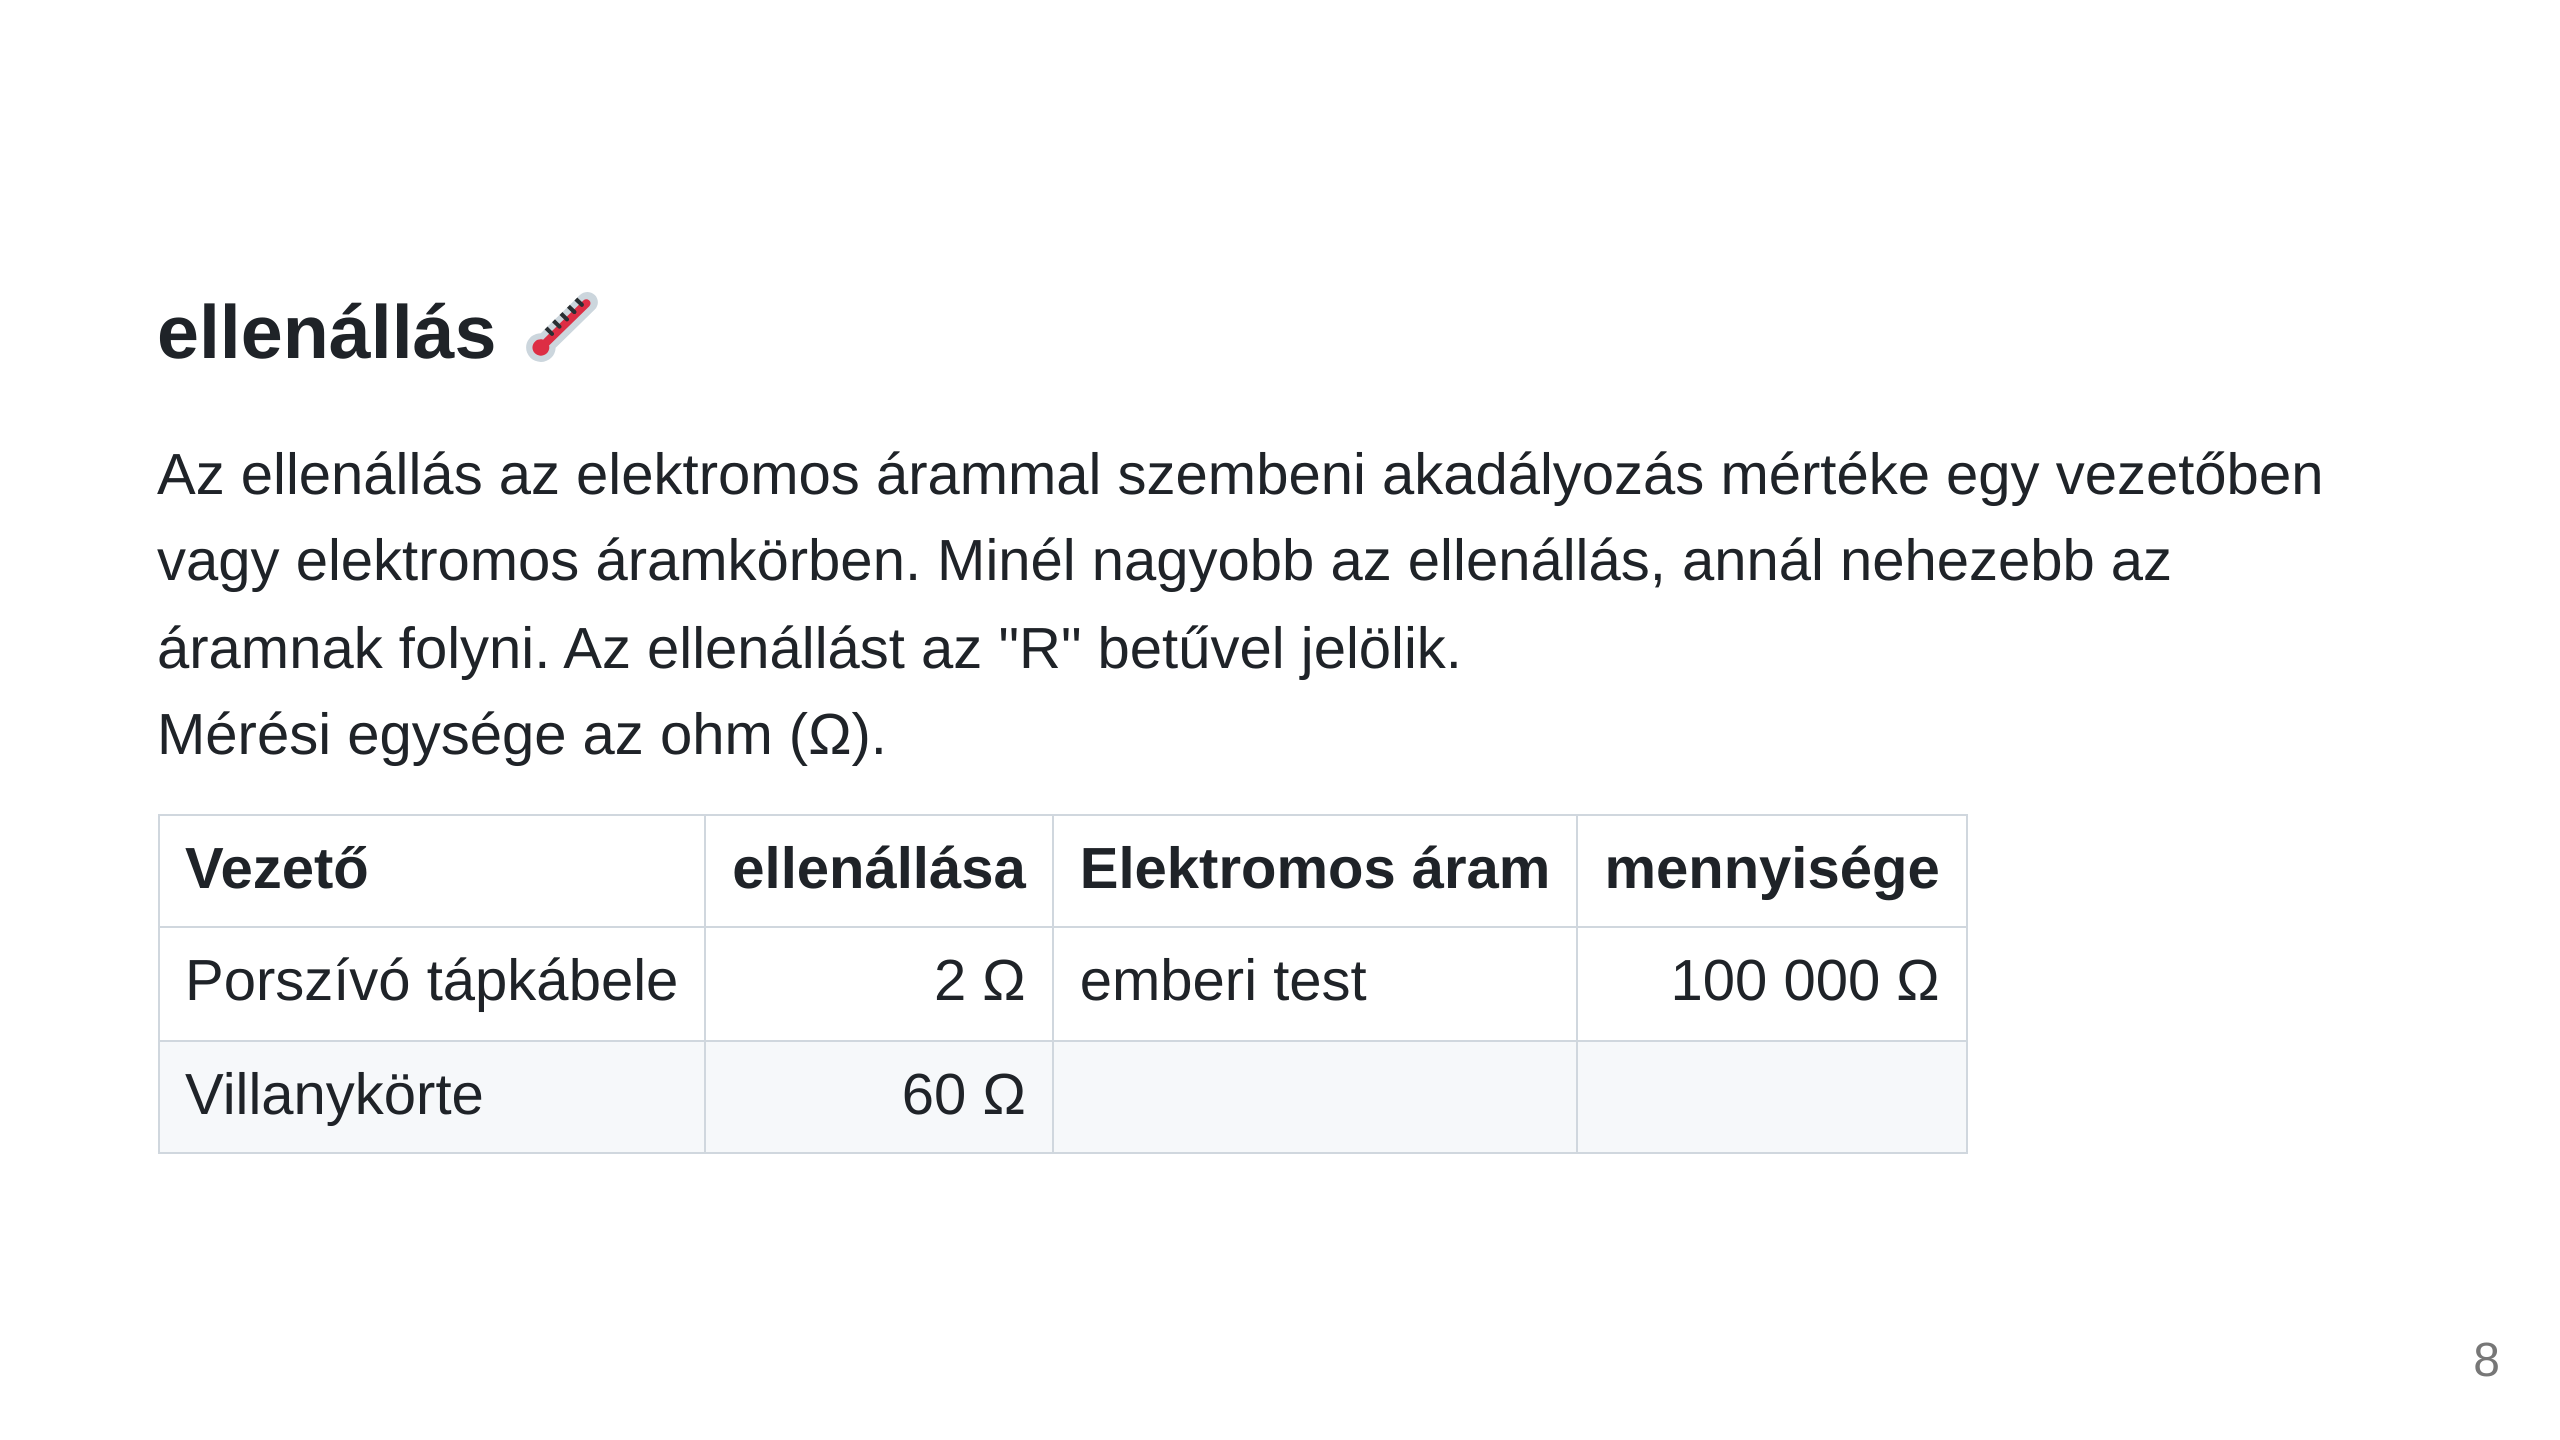 ellenállás
Az ellenállás az elektromos árammal szembeni akadályozás mértéke egy vezetőben
vagy elektromos áramkörben. Minél nagyobb az ellenállás, annál nehezebb az
áramnak folyni. Az ellenállást az "R" betűvel jelölik.
Mérési egysége az ohm (Ω).
Vezető ellenállása Elektromos áram mennyisége
Porszívó tápkábele 2 Ω emberi test 100 000 Ω
Villanykörte 60 Ω
8